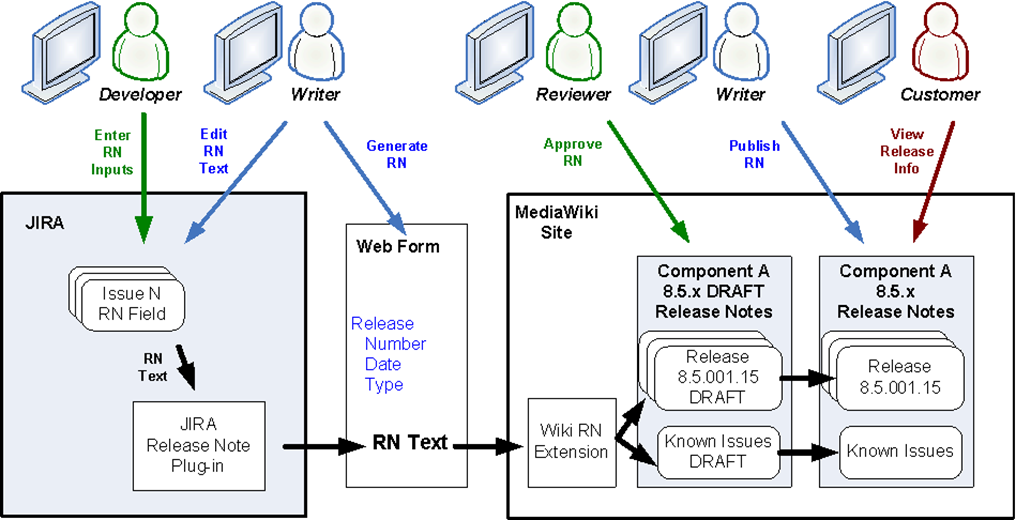 Developer
Writer
Reviewer
Writer
Customer
Enter
RN
Inputs
Edit
RN
Text
Generate
RN
Approve
RN
Publish
RN
View
Release
Info
JIRA
Issue N
RN Field
RN
Text
JIRA
Release Note
Plug-in
Web Form
Release
Number
Date
Type
RN Text
MediaWiki
Site
Wiki RN
Extension
Component A
8.5.x DRAFT
Release Notes
Release
8.5.001.15
DRAFT
Known Issues
DRAFT
Component A
8.5.x
Release Notes
Release
8.5.001.15
Known Issues